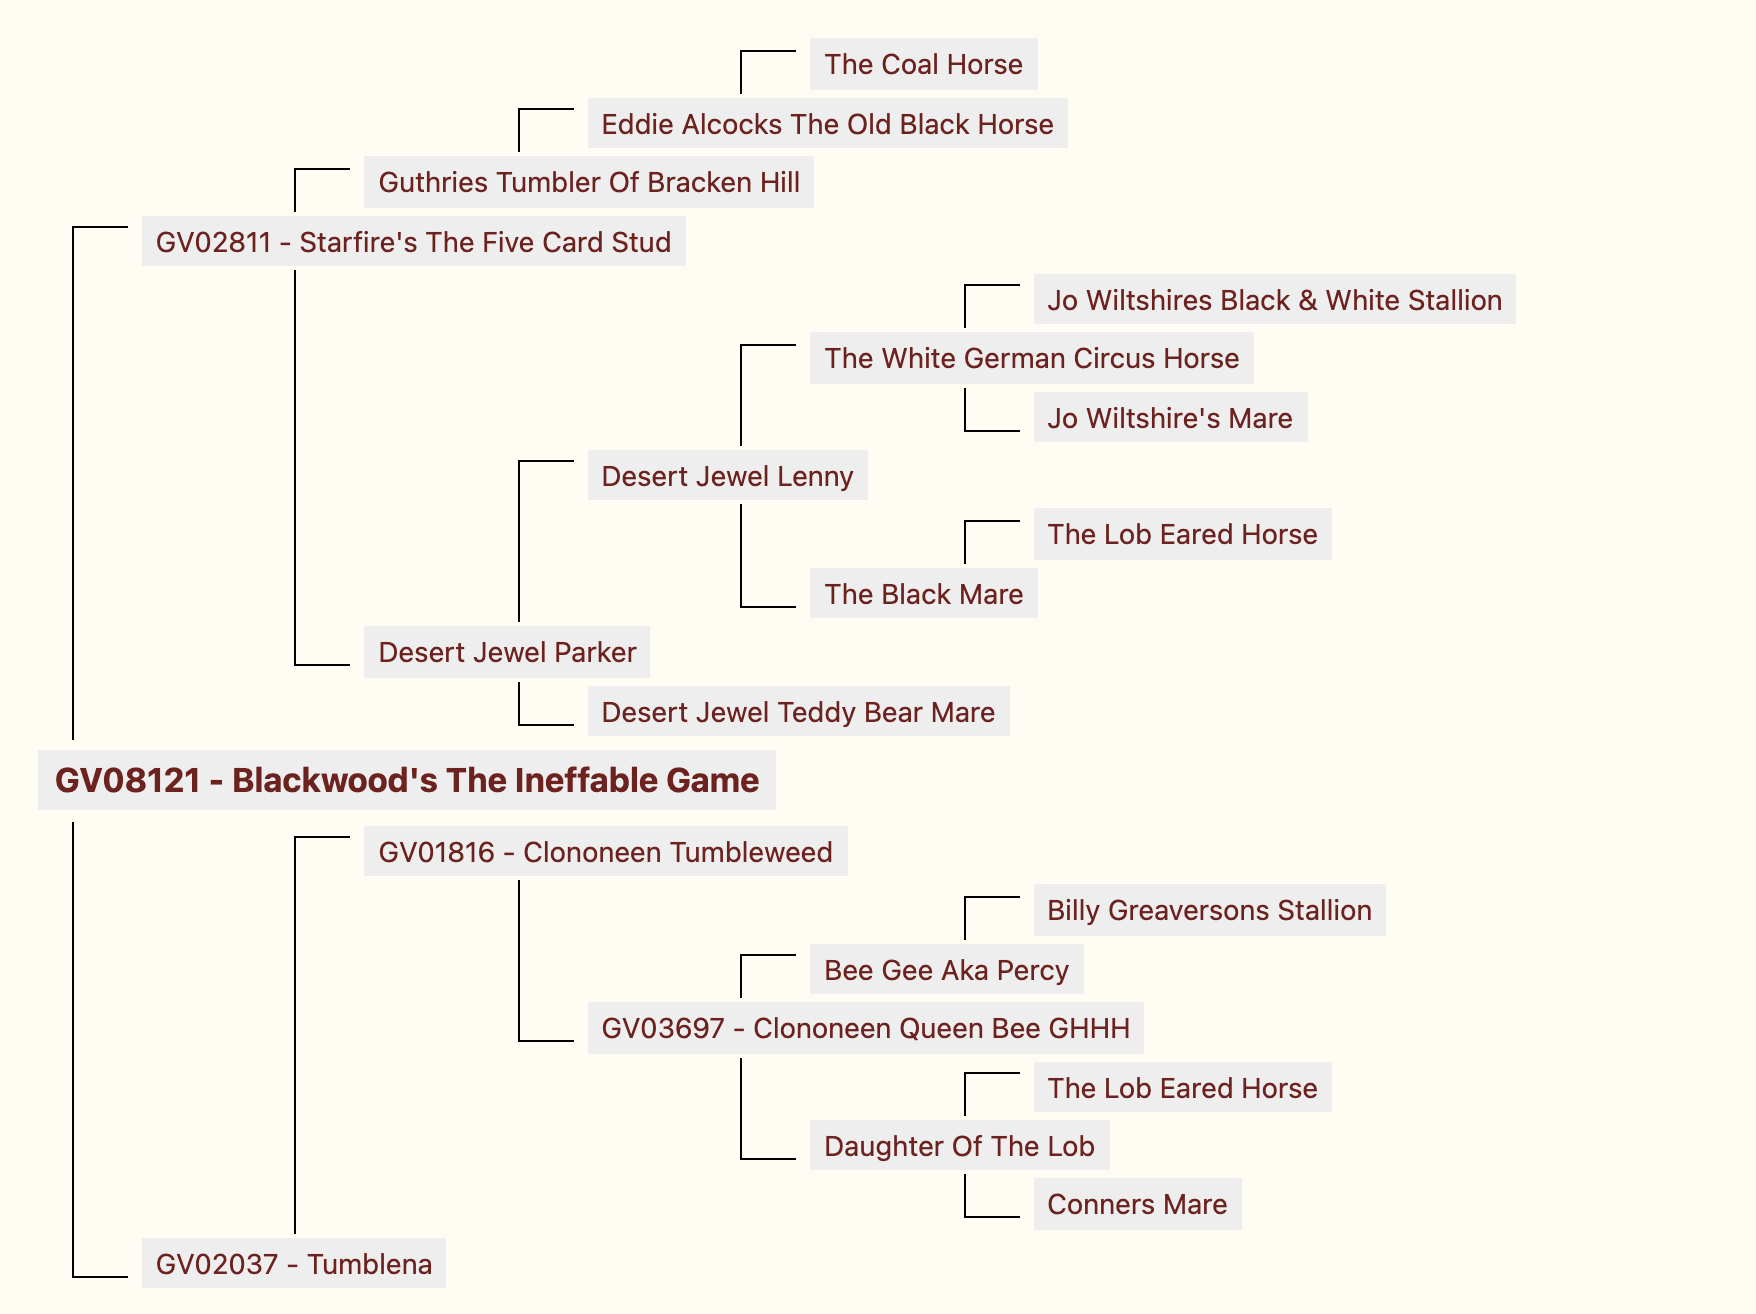 The Coal Horse
Eddie Alcocks The Old Black Horse
Guthries Tumbler Of Bracken Hill
GV02811 - Starfire's The Five Card Stud
Jo Wiltshires Black & White Stallion
The White German Circus Horse
Jo Wiltshire's Mare
Desert Jewel Lenny
The Lob Eared Horse
The Black Mare
Desert Jewel Parker
Desert Jewel Teddy Bear Mare
GV08121 - Blackwood's The Ineffable Game
GV01816 - Clononeen Tumbleweed
Billy Greaversons Stallion
Bee Gee Aka Percy
GV03697 - Clononeen Queen Bee GHHH
The Lob Eared Horse
Daughter Of The Lob
Conners Mare
GV02037 - Tumblena